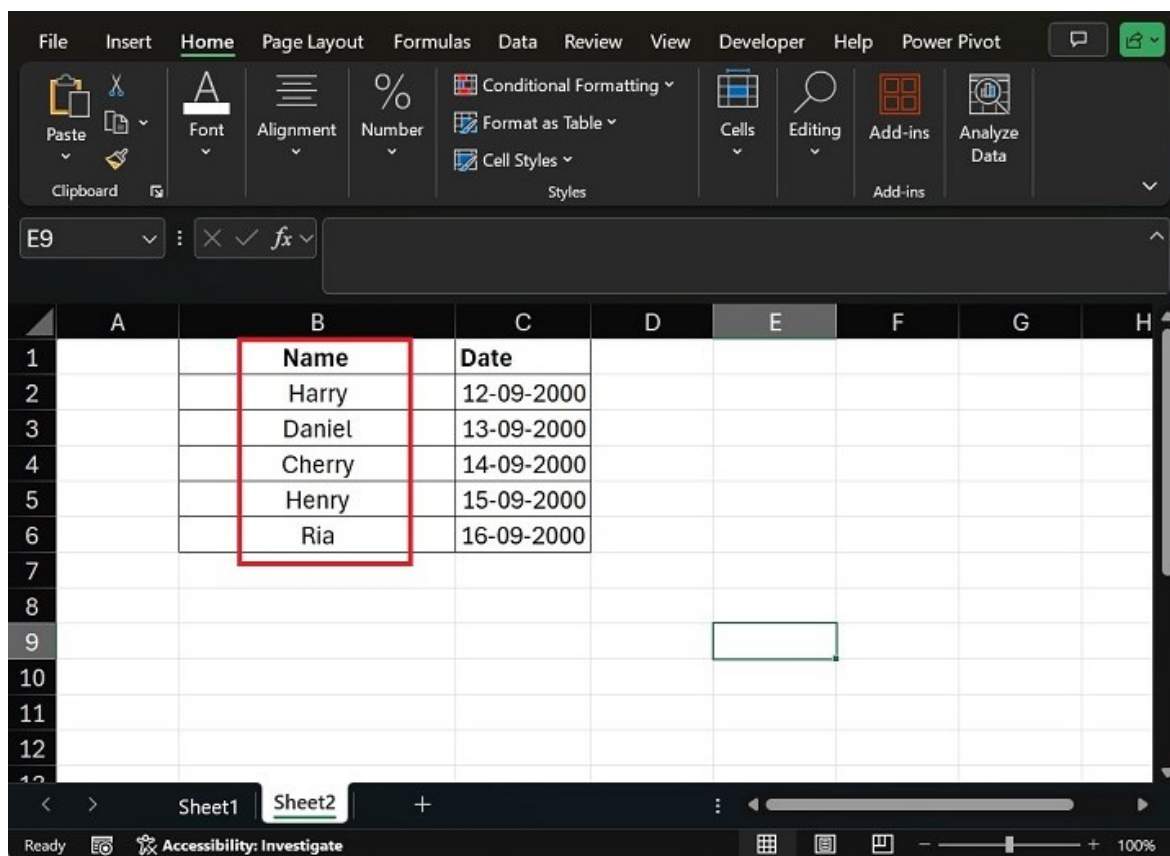 File Insert Home Page Layout Formulas Data Review View Developer Help Power Pivot
Paste Font Alignment Number Conditional Formatting Cells Editing Add-ins Analyze Data
Format as Table
Cell Styles
Clipboard Styles Add-ins
E9 fx
A B C D E F G H
1 Name Date
2 Harry 12-09-2000
3 Daniel 13-09-2000
4 Cherry 14-09-2000
5 Henry 15-09-2000
6 Ria 16-09-2000
7
8
9
10
11
12
Sheet1 Sheet2 +
Ready Accessibility: Investigate - + 100%